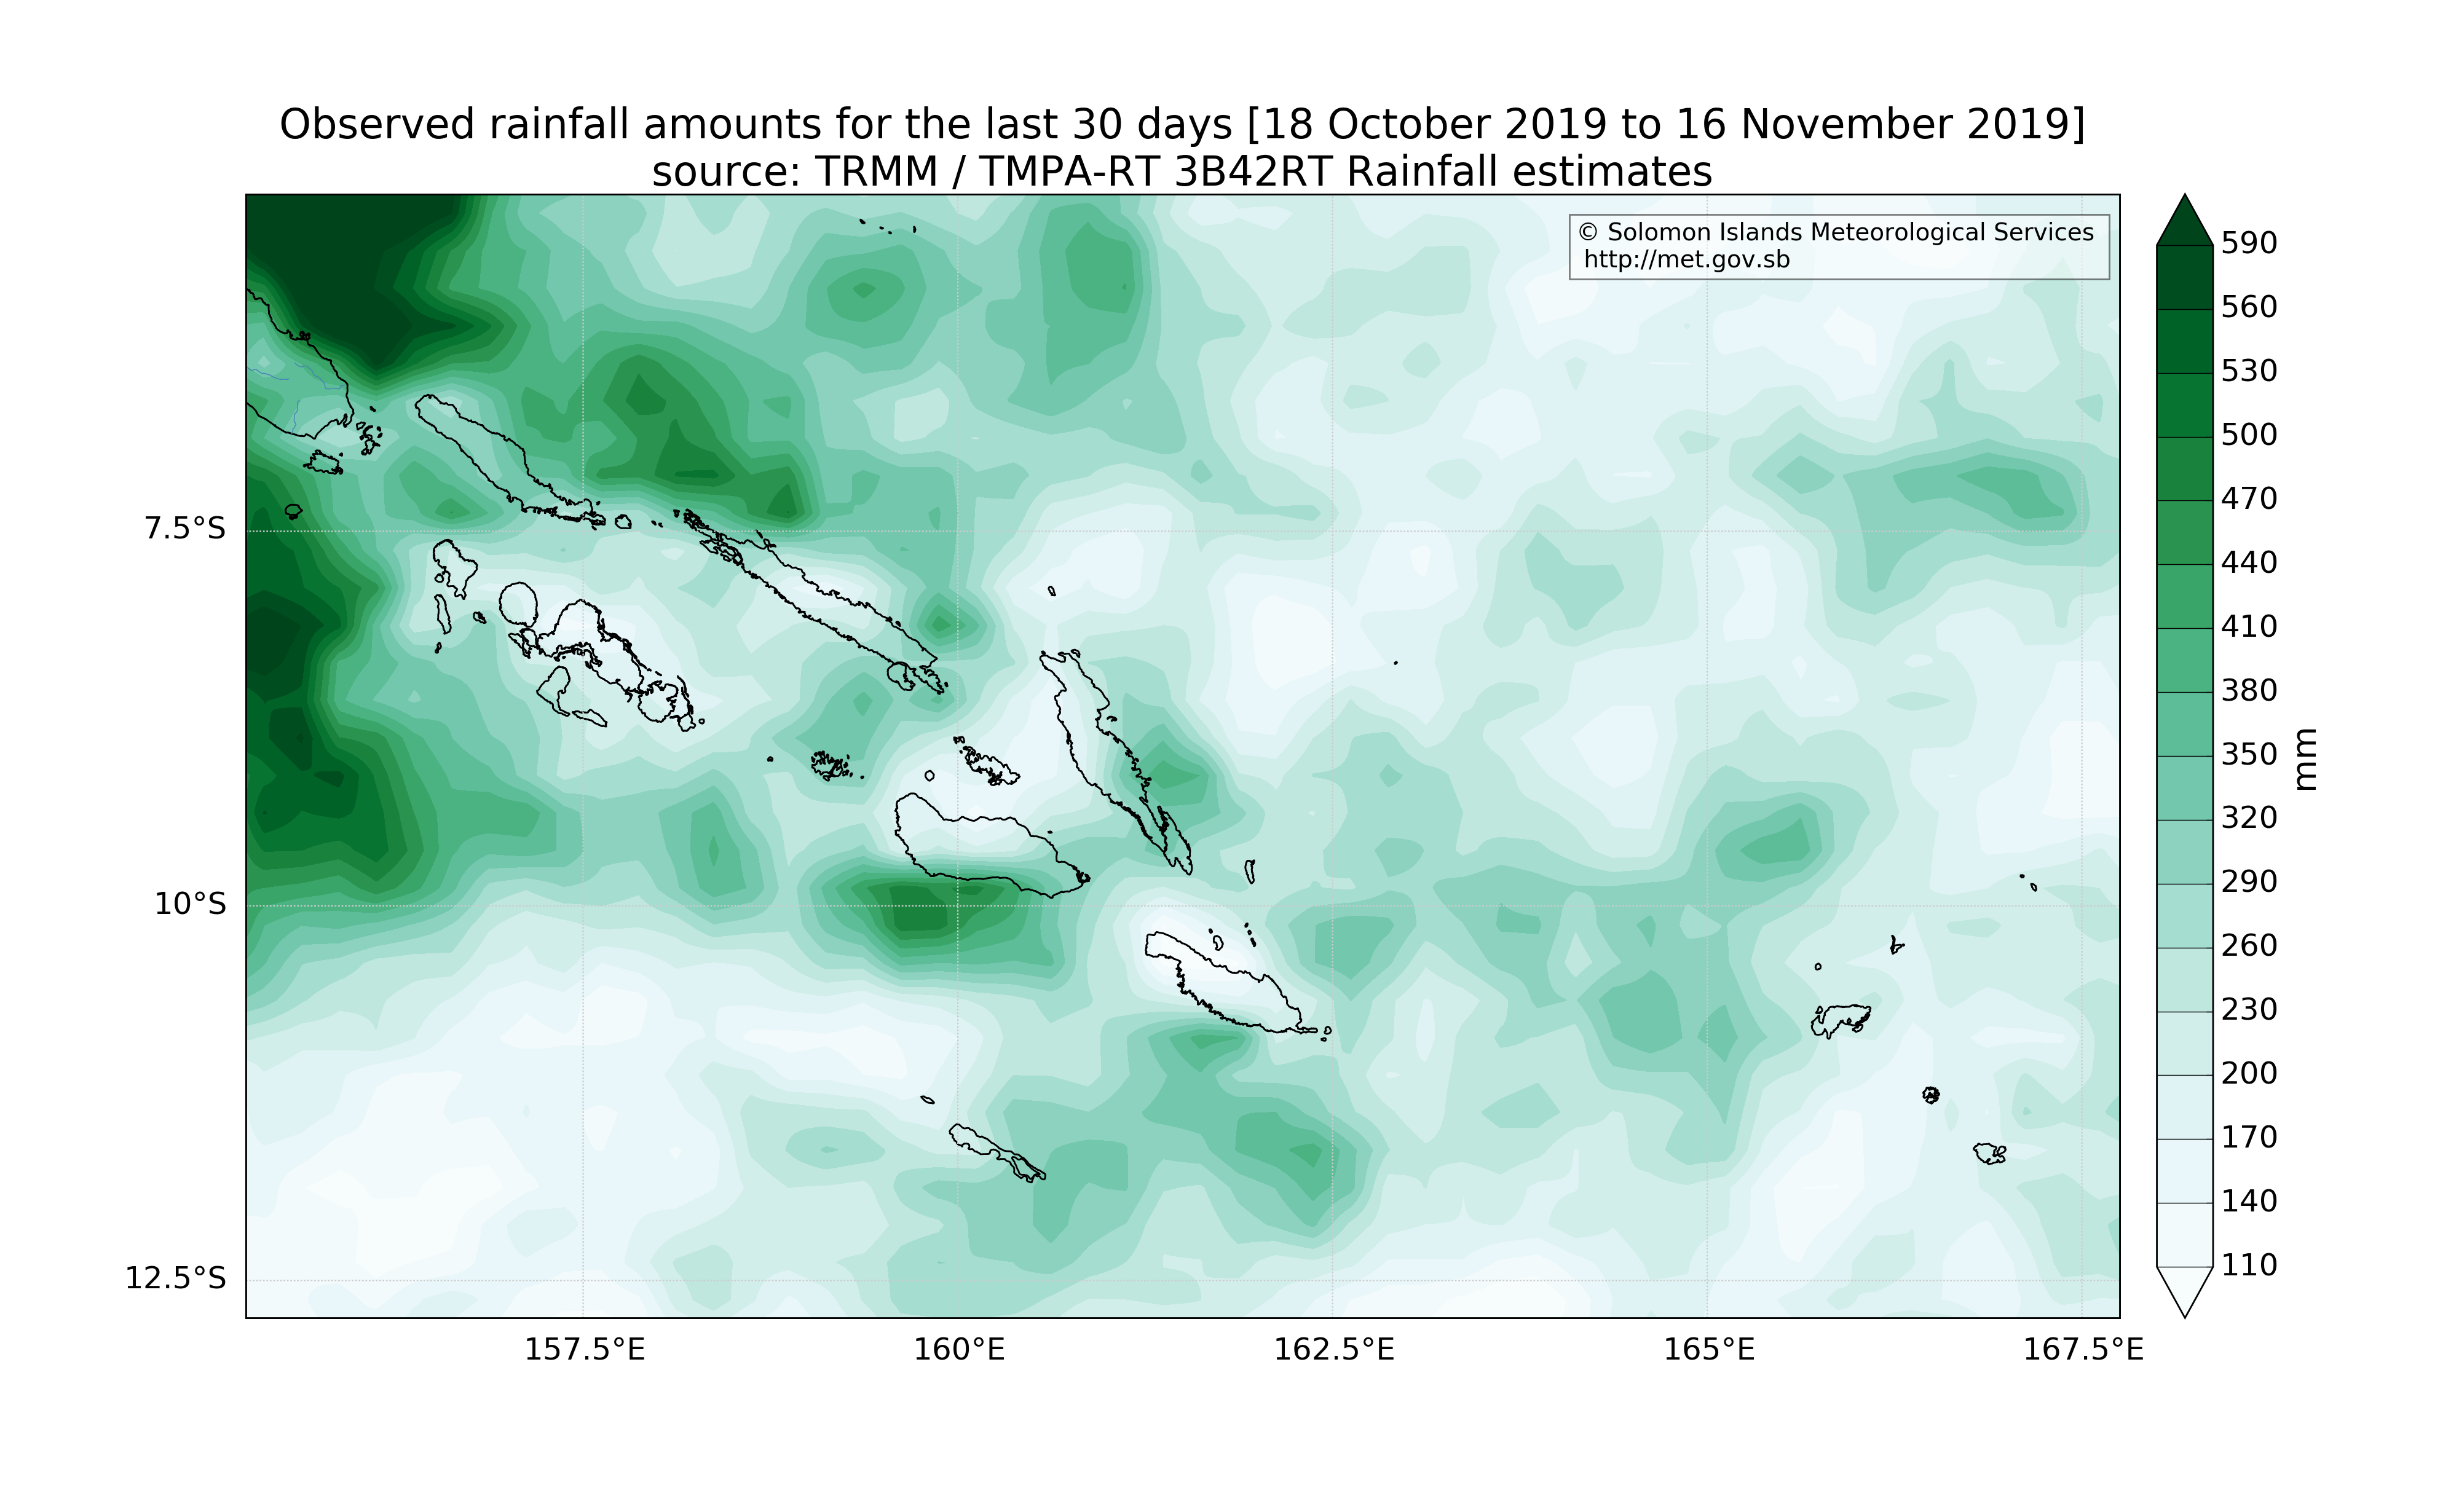 Observed rainfall amounts for the last 30 days [18 October 2019 to 16 November 2019]
source: TRMM / TMPA-RT 3B42RT Rainfall estimates
© Solomon Islands Meteorological Services
http://met.gov.sb
7.5°S
10°S
12.5°S
157.5°E
160°E
162.5°E
165°E
167.5°E
590
560
530
500
470
440
410
380
350
320
290
260
230
200
170
140
110
mm